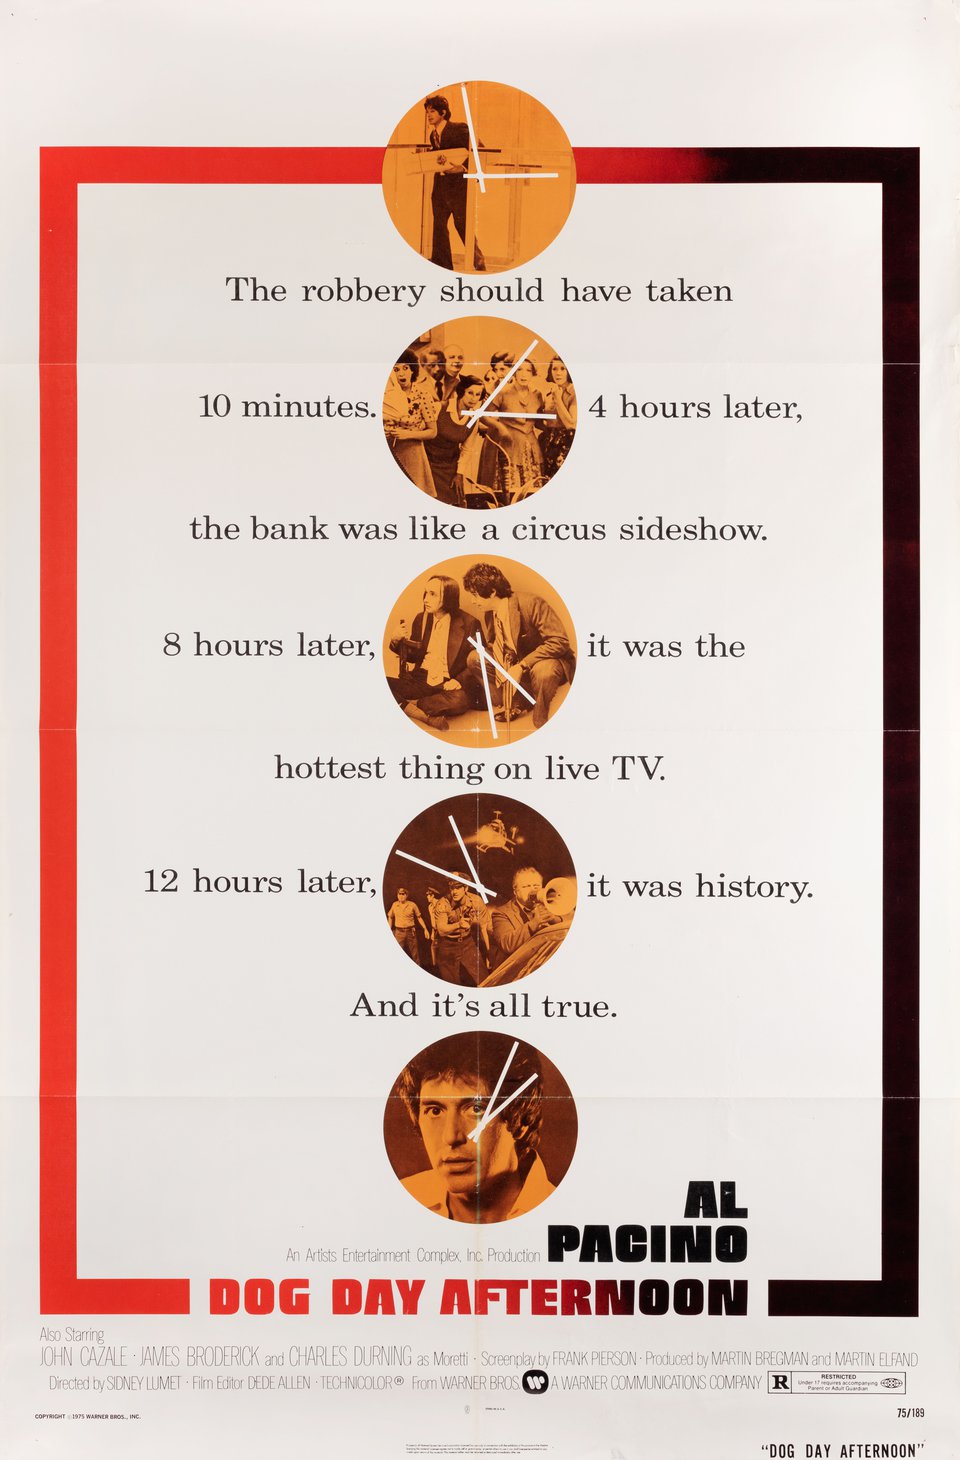 The robbery should have taken
10 minutes. 4 hours later,
the bank was like a circus sideshow.
8 hours later, it was the
hottest thing on live TV.
12 hours later, it was history.
And it's all true.
AL
PACINO
An Artists Entertainment Complex, Inc. Production
DOG DAY AFTERNOON
Also Starring
JOHN CAZALE · JAMES BRODERICK and CHARLES DURNING as Moretti · Screenplay by FRANK PIERSON · Produced by MARTIN BREGMAN and MARTIN ELFAND
Directed by SIDNEY LUMET · Film Editor DEDE ALLEN · TECHNICOLOR® From WARNER BROS. A WARNER COMMUNICATIONS COMPANY
R RESTRICTED
Under 17 requires accompanying
Parent or Adult Guardian
COPYRIGHT ©1975 WARNER BROS., INC.
75/189
"DOG DAY AFTERNOON"